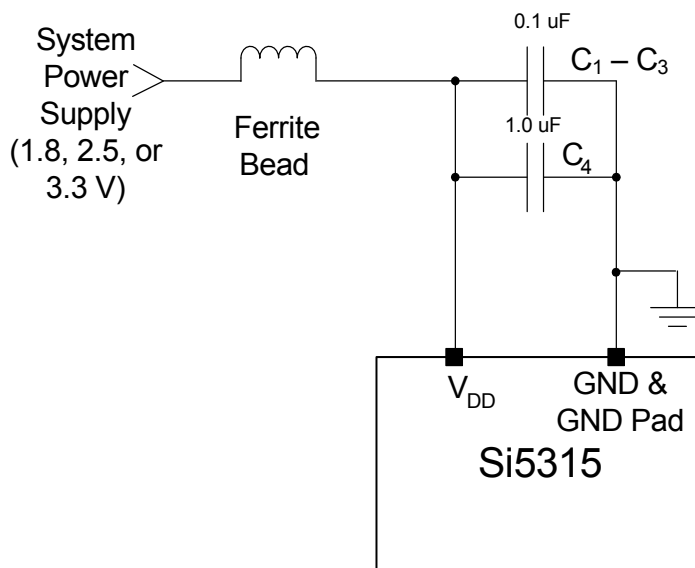 System
Power
Supply
(1.8, 2.5, or
3.3 V)
Ferrite
Bead
0.1 uF
C1 – C3
1.0 uF
C4
VDD
GND &
GND Pad
Si5315